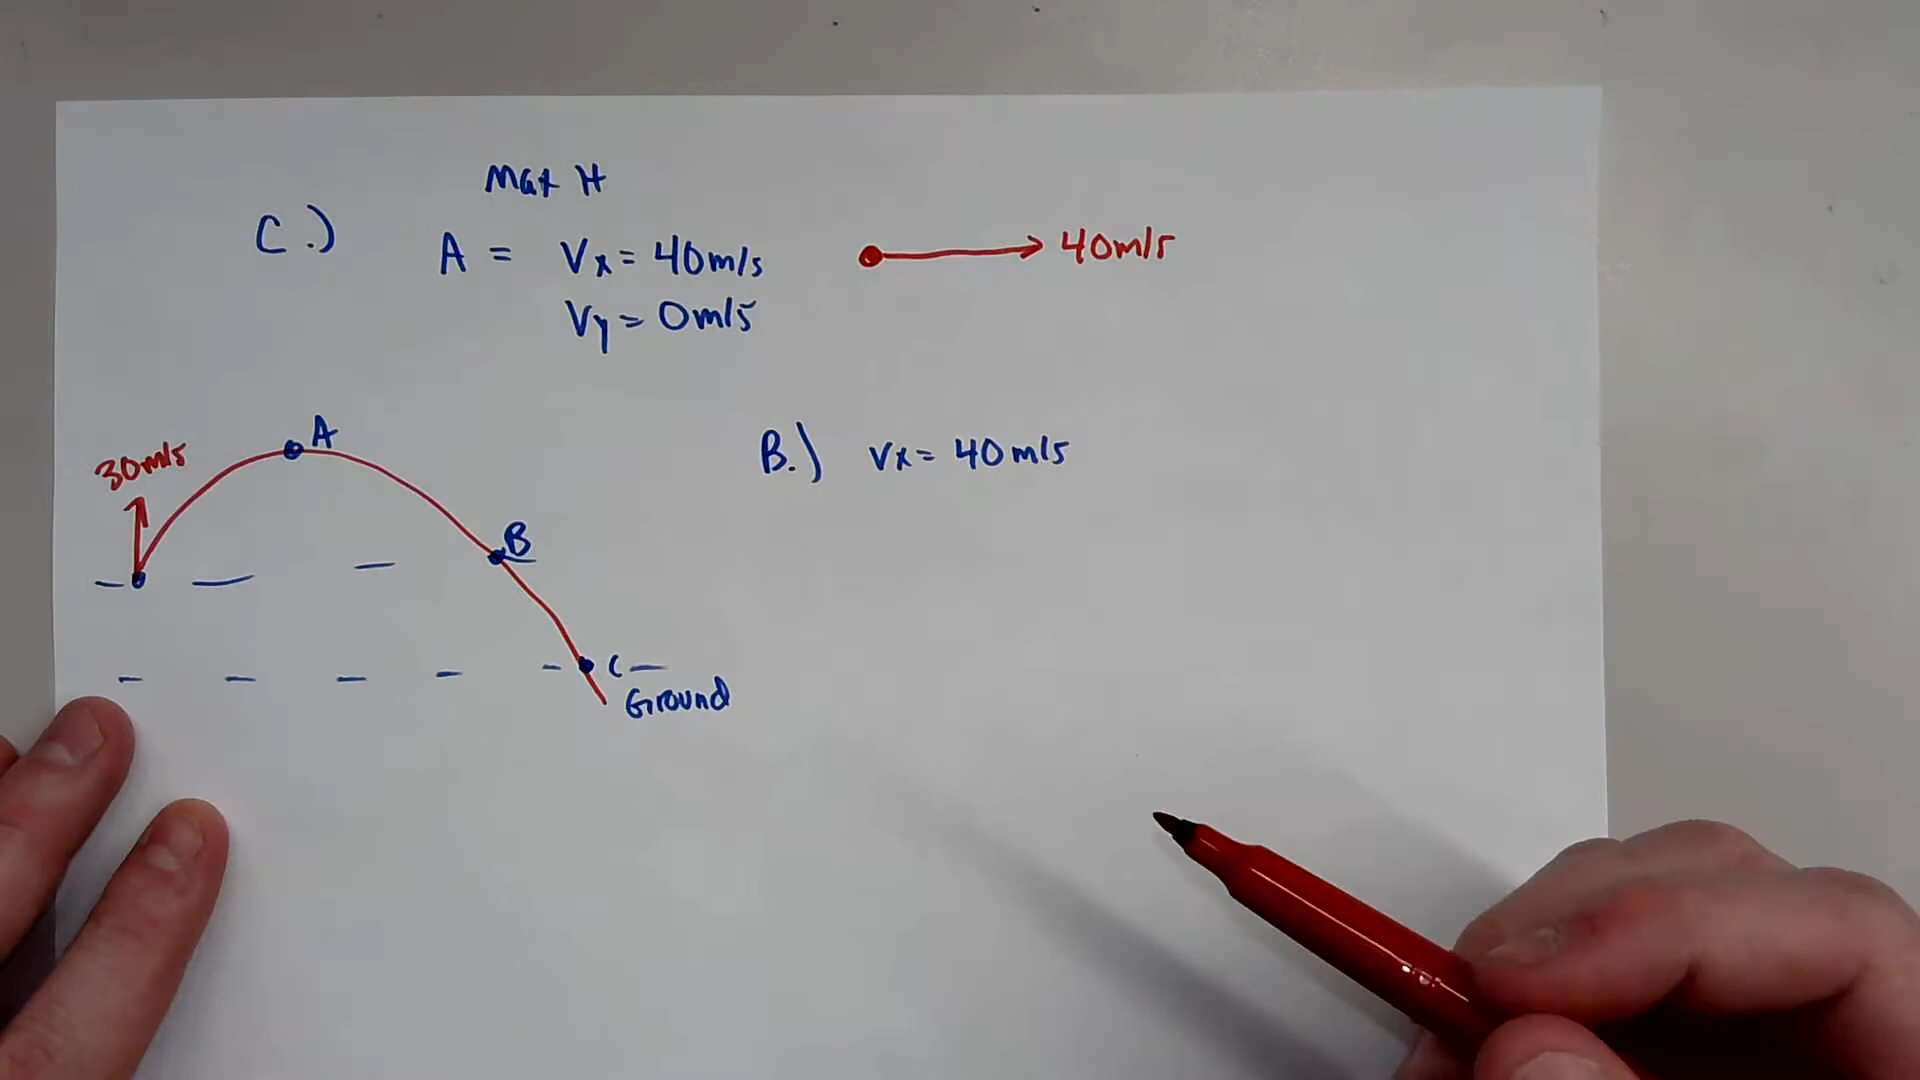 Max H
C.)
A = Vx = 40m/s
40m/s
Vy = 0m/s
A
30m/s
B.) Vx = 40m/s
B
C
Ground